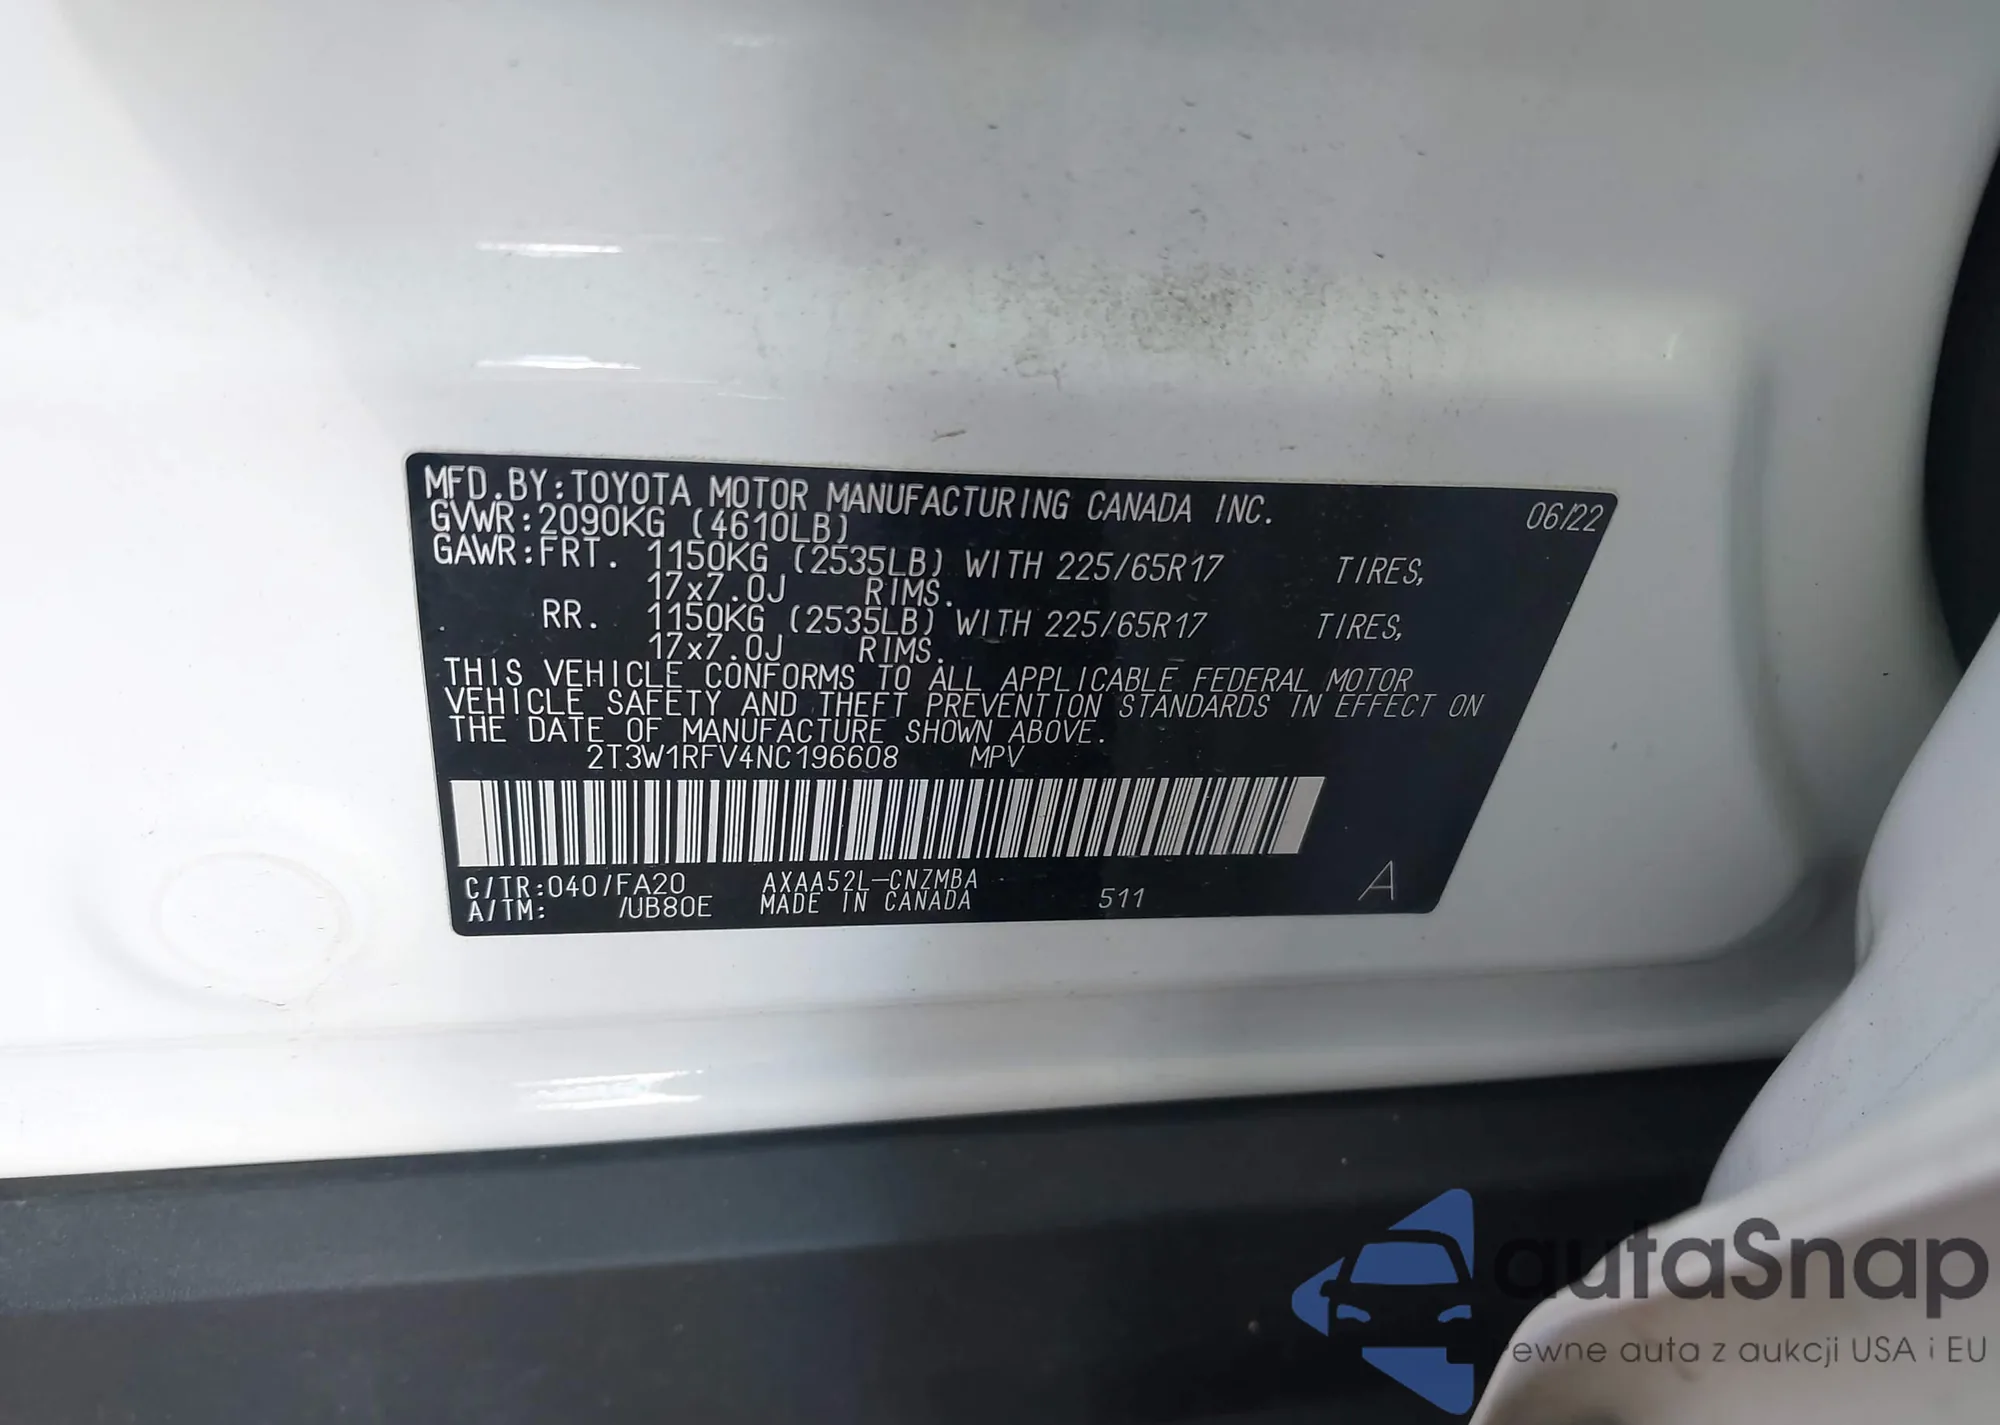 MFD.BY:TOYOTA MOTOR MANUFACTURING CANADA INC. 06/22
GVWR:2090KG (4610LB)
GAWR:FRT. 1150KG (2535LB) WITH 225/65R17 TIRES,
17x7.0J RIMS.
RR. 1150KG (2535LB) WITH 225/65R17 TIRES,
17x7.0J RIMS.
THIS VEHICLE CONFORMS TO ALL APPLICABLE FEDERAL MOTOR
VEHICLE SAFETY AND THEFT PREVENTION STANDARDS IN EFFECT ON
THE DATE OF MANUFACTURE SHOWN ABOVE.
2T3W1RFV4NC196608 MPV
C/TR:040/FA20 AXAA52L-CNZMBA
A/TM: /UB80E MADE IN CANADA 511 A
autaSnap
Pewne auta z aukcji USA i EU